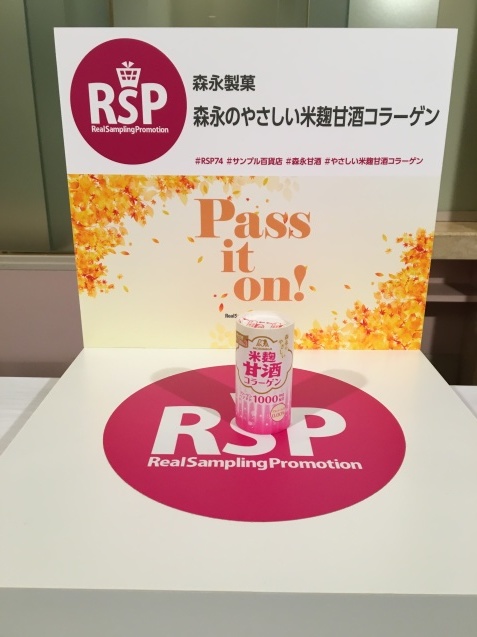 RSP
RealSamplingPromotion
森永製菓
森永のやさしい米麹甘酒コラーゲン
#RSP74 #サンプル百貨店 #森永甘酒 #やさしい米麹甘酒コラーゲン
Pass
it
on!
RealS
米麹
甘酒
コラーゲン
1000
RSP
RealSamplingPromotion